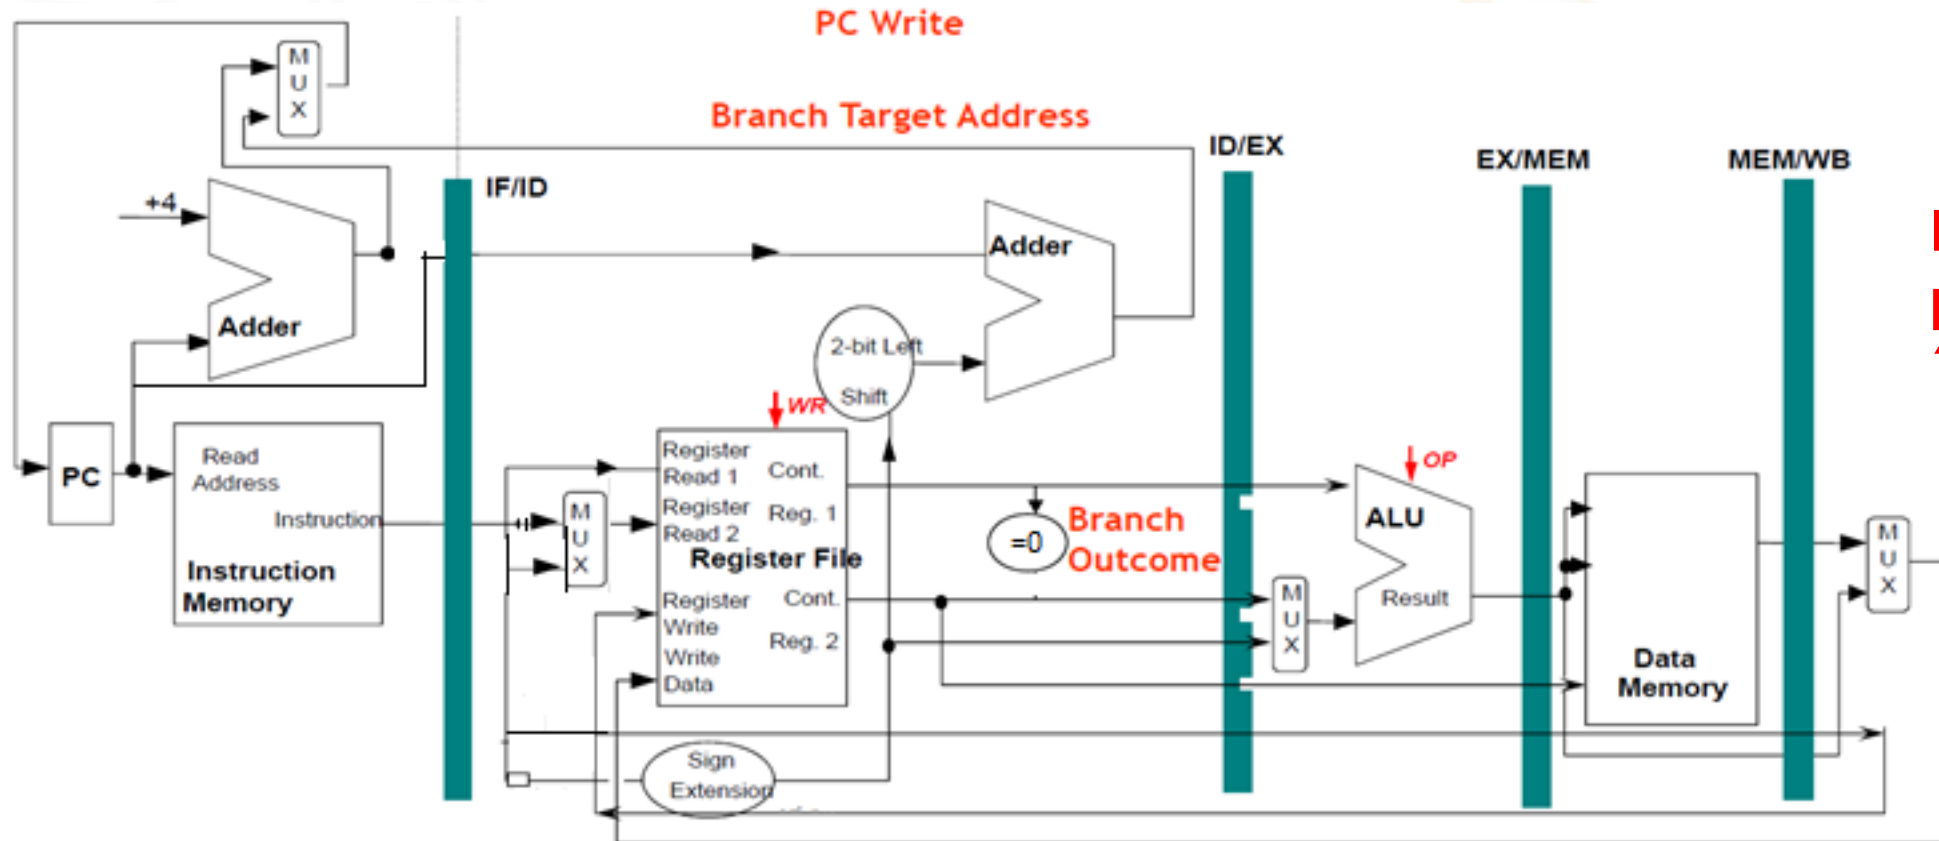 PC Write
M
U
X
Branch Target Address
ID/EX
EX/MEM
MEM/WB
IF/ID
+4
Adder
Adder
2-bit Left
Shift
WR
PC
Read
Address
Instruction
Instruction
Memory
M
U
X
Register
Read 1
Cont.
Register
Read 2
Reg. 1
Register File
Register
Write
Cont.
Write
Data
Reg. 2
=0
Branch
Outcome
OP
ALU
Result
M
U
X
Data
Memory
M
U
X
Sign
Extension